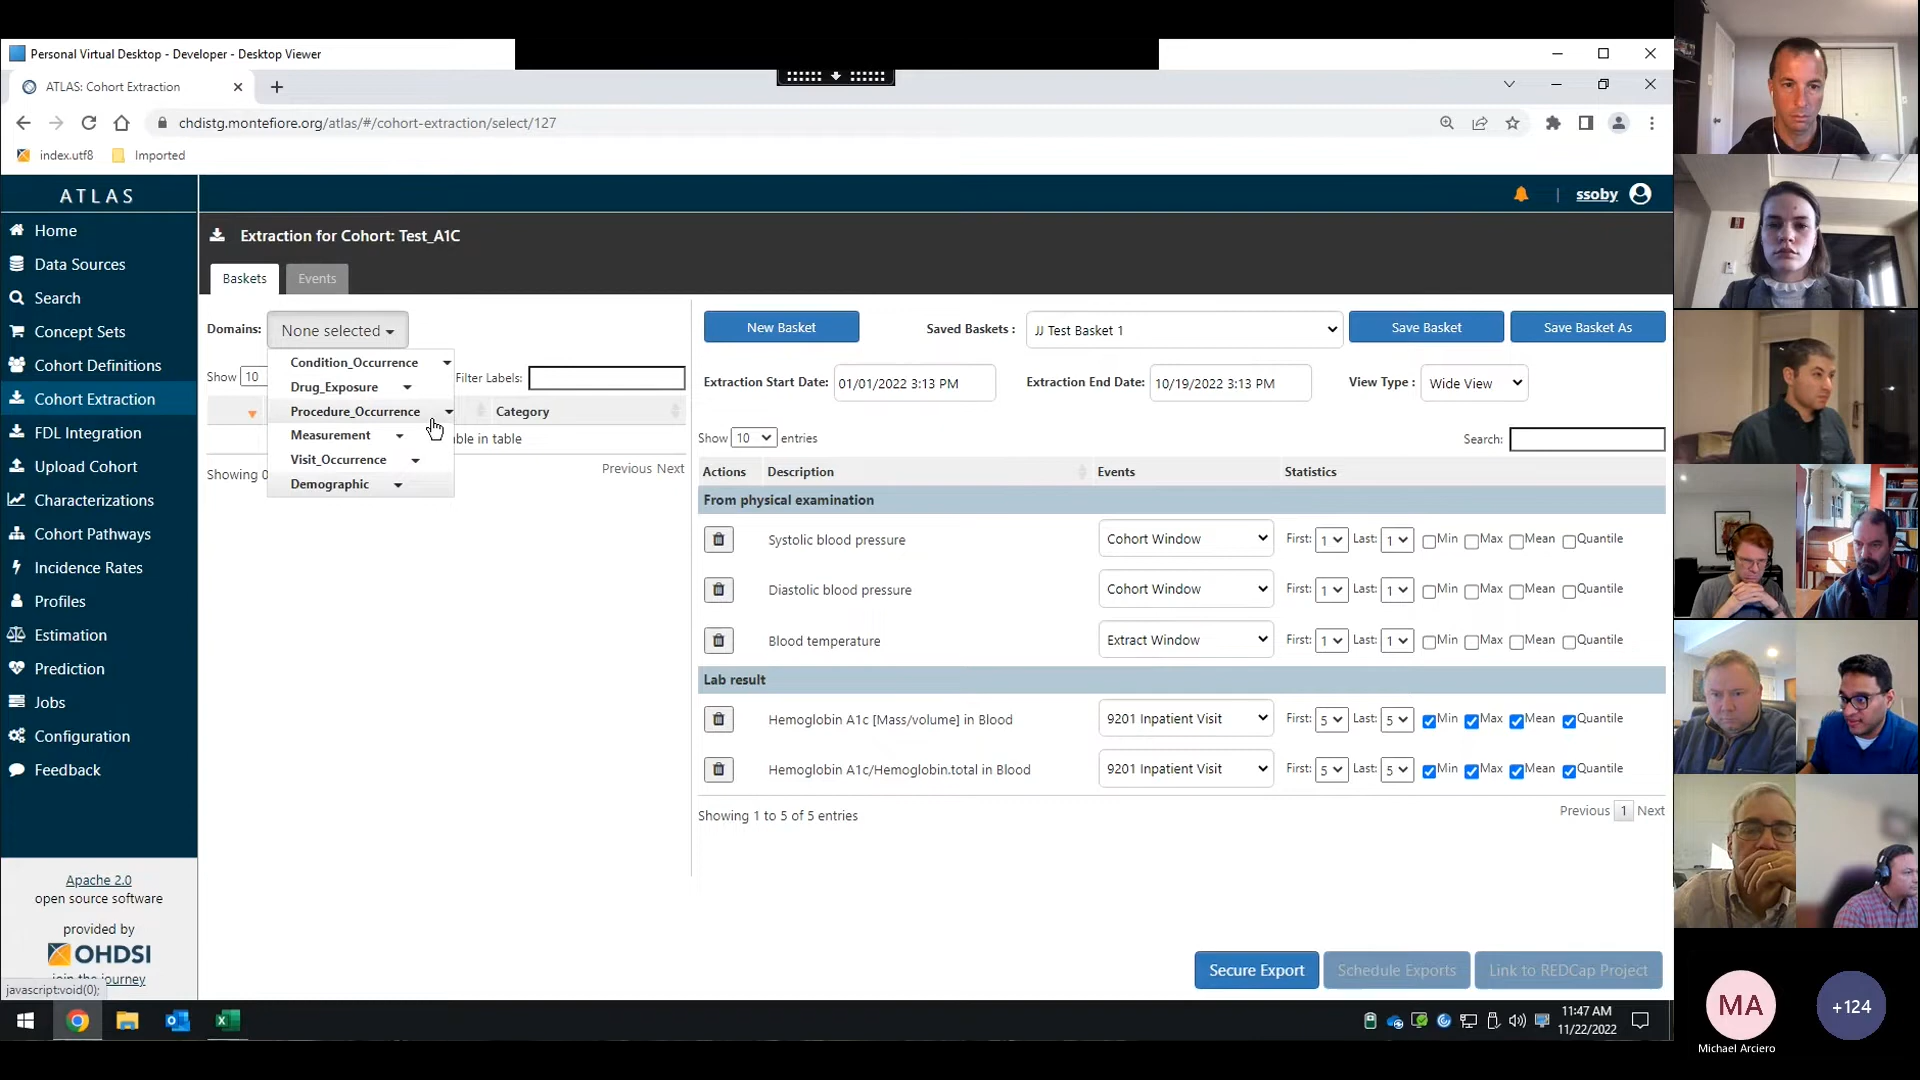 Personal Virtual Desktop - Developer - Desktop Viewer
ATLAS: Cohort Extraction
chdistg.montefiore.org/atlas/#/cohort-extraction/select/127
index.utf8
Imported
ATLAS
ssoby
Home
Data Sources
Search
Cohort Definitions
Concept Sets
Cohort Extraction
FDL Integration
Upload Cohort
Characterizations
Cohort Pathways
Incidence Rates
Profiles
Estimation
Prediction
Jobs
Configuration
Feedback
Apache 2.0
open source software
provided by
OHDSI
join the journey
javascript:void(0);
Extraction for Cohort: Test_A1C
Baskets
Events
Domains: None selected
Condition_Occurrence
Drug_Exposure
Procedure_Occurrence
Measurement
Visit_Occurrence
Demographic
Show 10
Filter Labels:
Category
able in table
Showing 0
Previous Next
New Basket
Saved Baskets : JJ Test Basket 1
Save Basket
Save Basket As
Extraction Start Date: 01/01/2022 3:13 PM
Extraction End Date: 10/19/2022 3:13 PM
View Type : Wide View
Show 10 entries
Search:
Actions Description Events Statistics
From physical examination
Systolic blood pressure Cohort Window First: 1 Last: 1 Min Max Mean Quantile
Diastolic blood pressure Cohort Window First: 1 Last: 1 Min Max Mean Quantile
Blood temperature Extract Window First: 1 Last: 1 Min Max Mean Quantile
Lab result
Hemoglobin A1c [Mass/volume] in Blood 9201 Inpatient Visit First: 5 Last: 5 Min Max Mean Quantile
Hemoglobin A1c/Hemoglobin.total in Blood 9201 Inpatient Visit First: 5 Last: 5 Min Max Mean Quantile
Showing 1 to 5 of 5 entries
Previous 1 Next
Secure Export
Schedule Exports
Link to REDCap Project
11:47 AM
11/22/2022
MA
Michael Arciero
+124